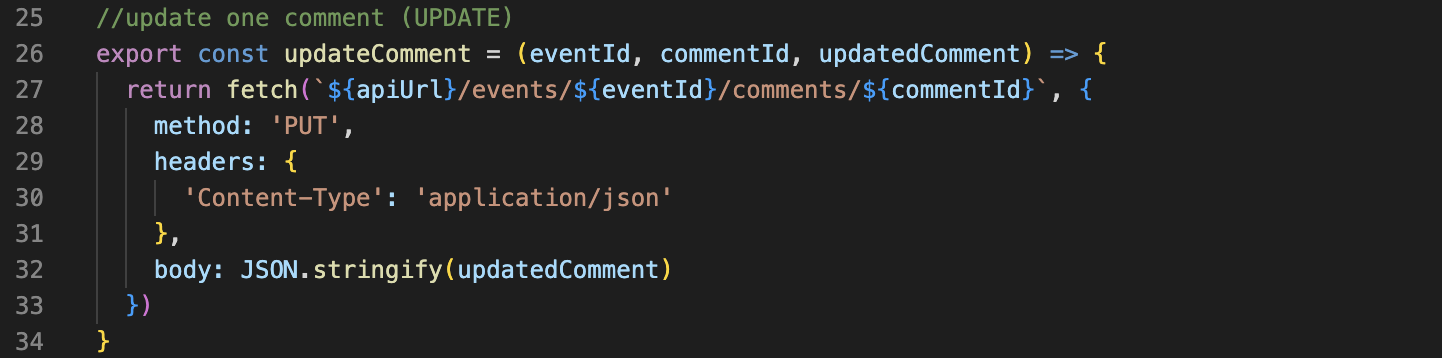 25 //update one comment (UPDATE)
26 export const updateComment = (eventId, commentId, updatedComment) => {
27   return fetch(`${apiUrl}/events/${eventId}/comments/${commentId}`, {
28     method: 'PUT',
29     headers: {
30       'Content-Type': 'application/json'
31     },
32     body: JSON.stringify(updatedComment)
33   })
34 }